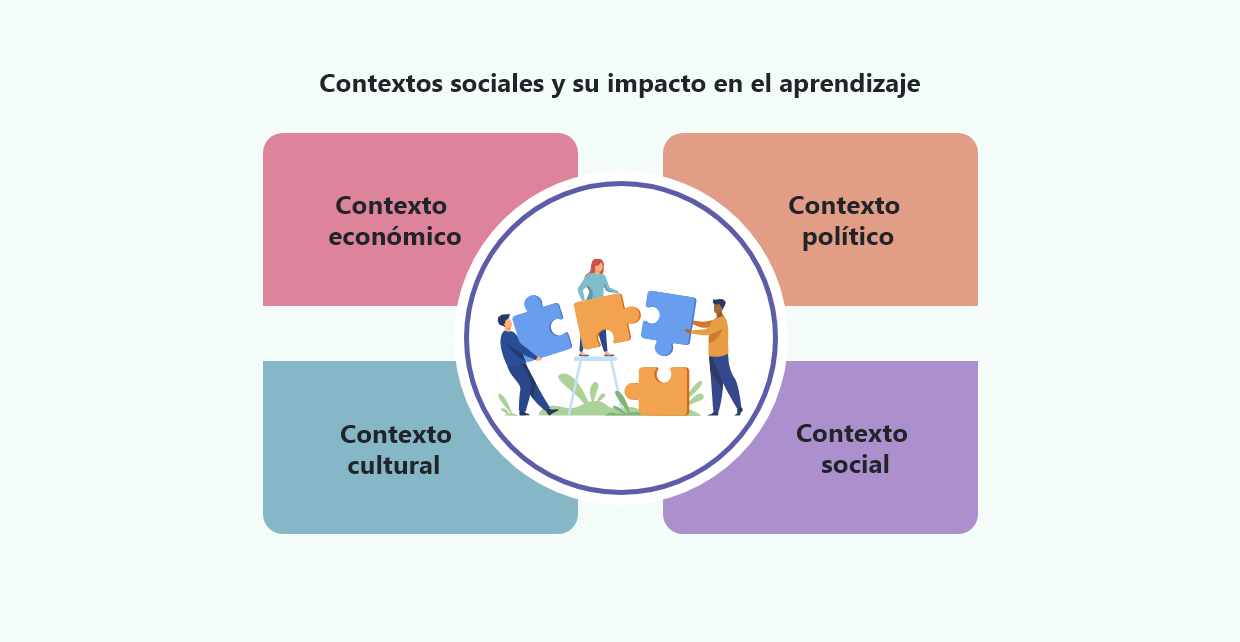 Contextos sociales y su impacto en el aprendizaje
Contexto
económico
Contexto
político
Contexto
cultural
Contexto
social